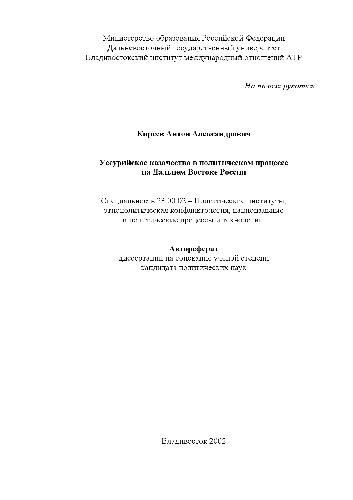 Министерство образования Российской Федерации
Дальневосточный государственный университет
Владивостокский институт международных отношений АТР
На правах рукописи
Киреев Антон Александрович
Уссурийское казачество в политическом процессе
на Дальнем Востоке России
Специальность 23.00.02 – Политические институты,
этнополитическая конфликтология, национальные
и политические процессы и технологии
Автореферат
диссертации на соискание ученой степени
кандидата политических наук
Владивосток 2002